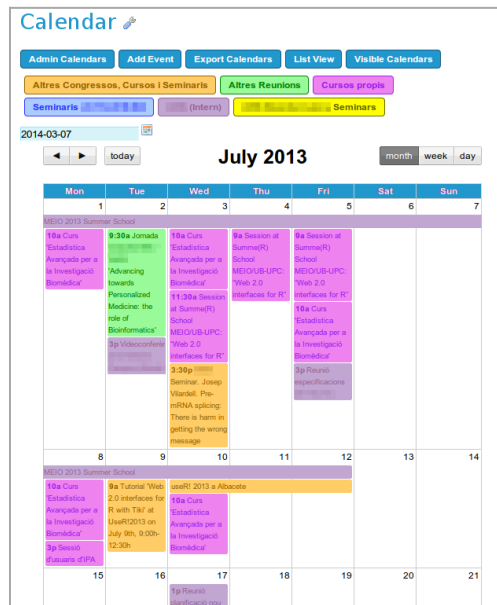 Calendar
Admin Calendars Add Event Export Calendars List View Visible Calendars
Altres Congressos, Cursos i Seminaris Altres Reunions Cursos propis
Seminaris (Intern) Seminars
2014-03-07
today July 2013 month week day
Mon Tue Wed Thu Fri Sat Sun
1 2 3 4 5 6 7
MEIO 2013 Summer School
10a Curs
'Estadística
Avançada per a
la Investigació
Biomèdica'
9:30a Jornada
'Advancing
towards
Personalized
Medicine: the
role of
Bioinformatics'
3p Videoconferèn
10a Curs
'Estadística
Avançada per a
la Investigació
Biomèdica'
11:30a Session
at Summe(R)
School
MEIO/UB-UPC:
"Web 2.0
interfaces for R"
3:30p
Seminar. Josep
Vilardell. Pre-
mRNA splicing:
There is harm in
getting the wrong
message
9a Session at
Summe(R)
School
MEIO/UB-UPC:
"Web 2.0
interfaces for R"
9a Session at
Summe(R)
School
MEIO/UB-UPC:
"Web 2.0
interfaces for R"
10a Curs
'Estadística
Avançada per a
la Investigació
Biomèdica'
3p Reunió
especificacions
8 9 10 11 12 13 14
MEIO 2013 Summer School
10a Curs
'Estadística
Avançada per a
la Investigació
Biomèdica'
3p Sessió
d'usuaris d'IPA
9a Tutorial 'Web
2.0 interfaces for
R with Tiki' at
UseR!2013 on
July 9th, 9:00h-
12:30h
useR! 2013 a Albacete
10a Curs
'Estadística
Avançada per a
la Investigació
Biomèdica'
15 16 17 18 19 20 21
1p Reunió
planificació nou